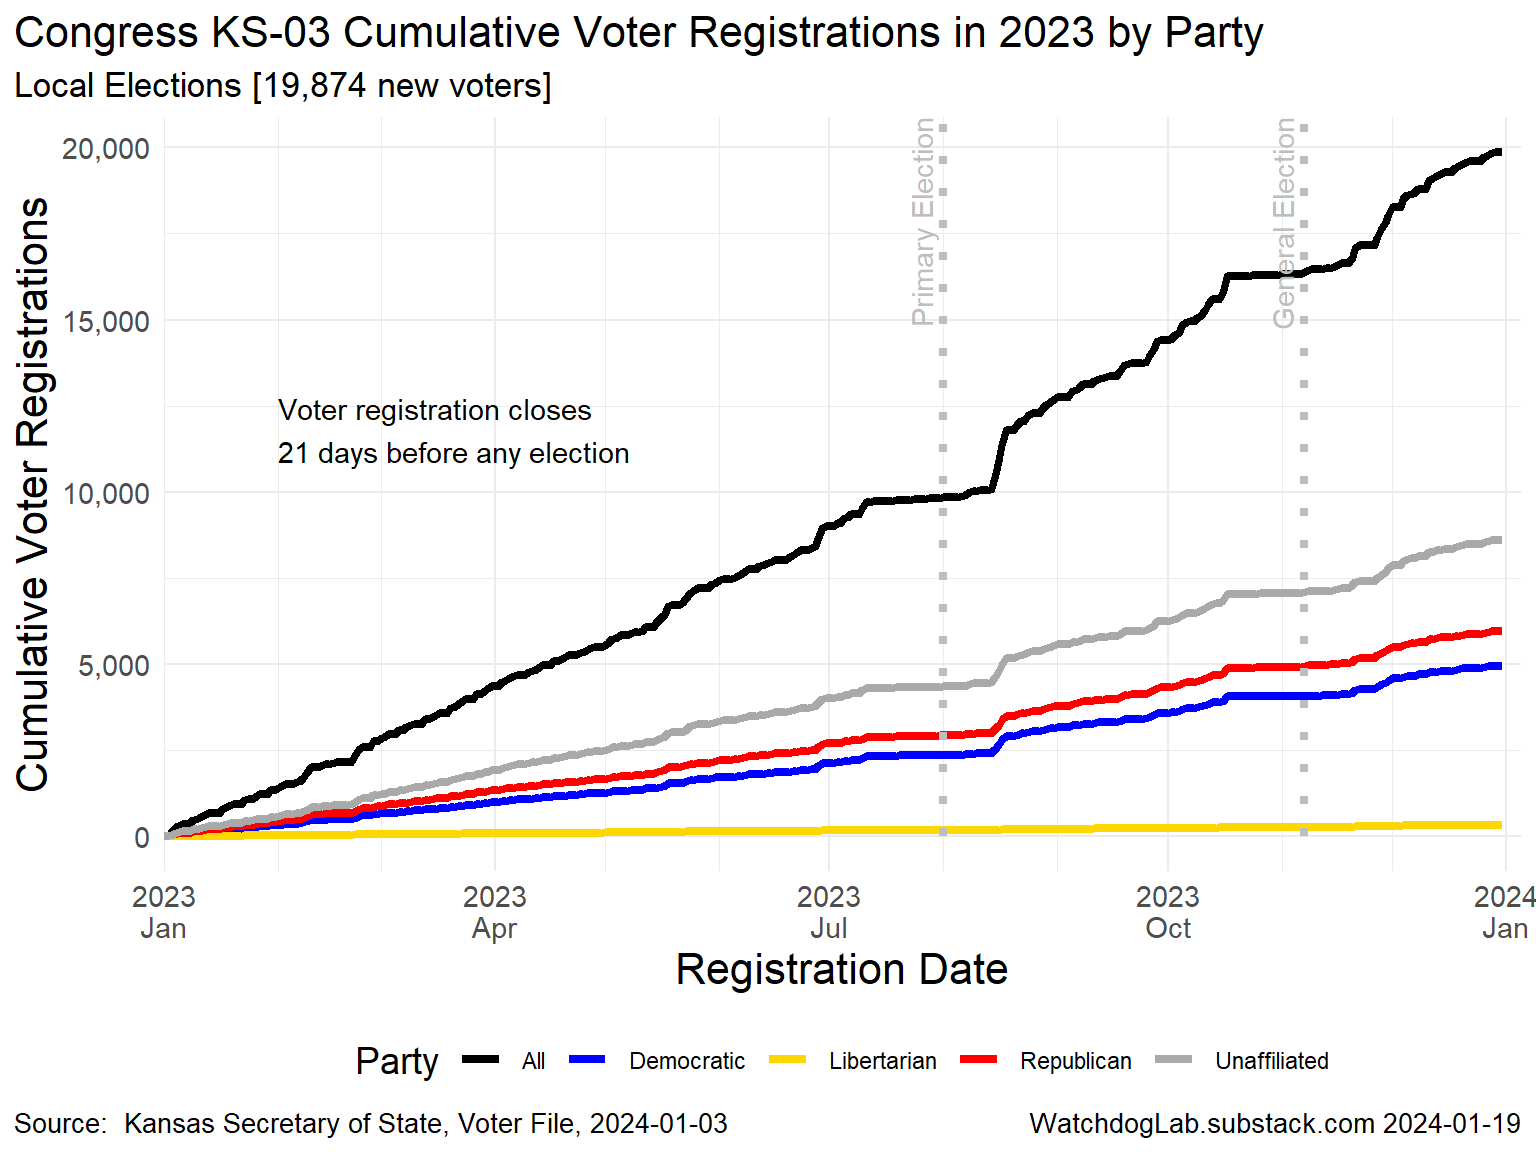 Congress KS-03 Cumulative Voter Registrations in 2023 by Party
Local Elections [19,874 new voters]
Cumulative Voter Registrations
20,000
15,000
10,000
5,000
0
Primary Election
General Election
Voter registration closes
21 days before any election
2023 2023 2023 2023 2024
Jan Apr Jul Oct Jan
Registration Date
Party All Democratic Libertarian Republican Unaffiliated
Source:  Kansas Secretary of State, Voter File, 2024-01-03
WatchdogLab.substack.com 2024-01-19